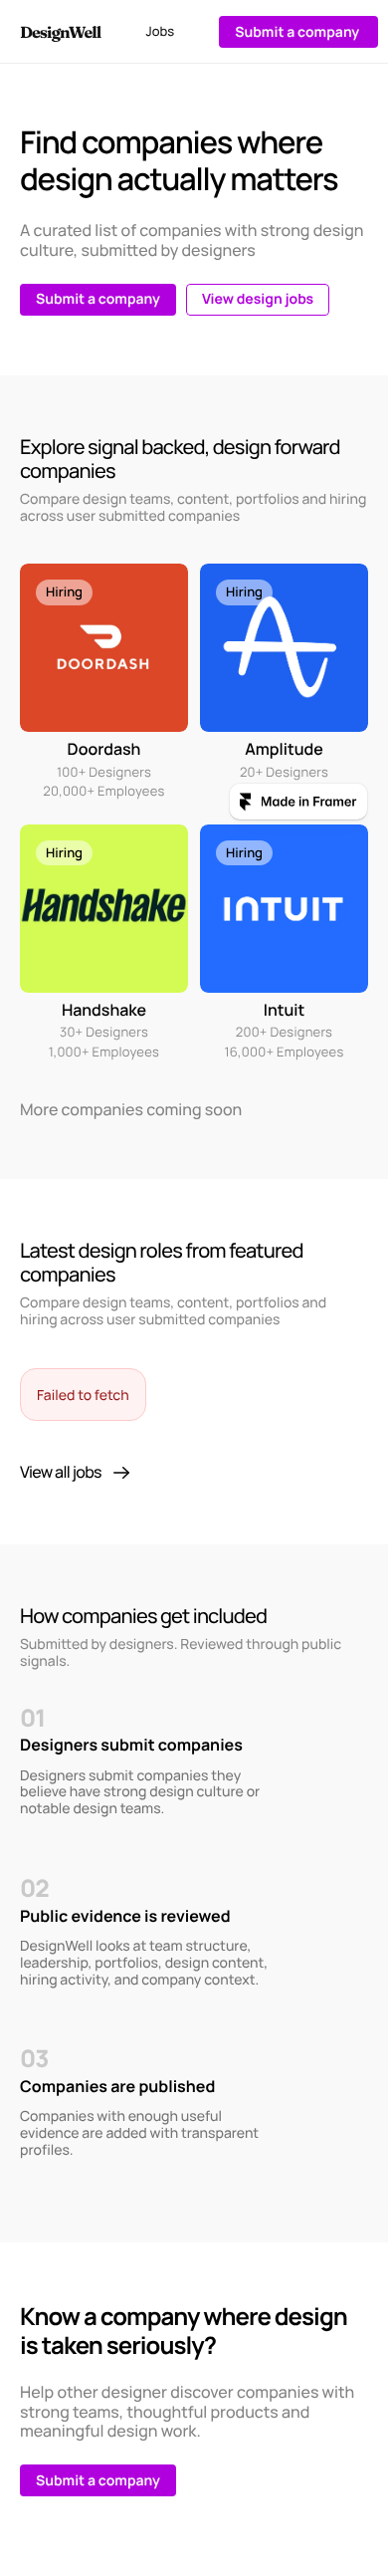 DesignWell
Jobs
Submit a company
Find companies where
design actually matters
A curated list of companies with strong design
culture, submitted by designers
Submit a company
View design jobs
Explore signal backed, design forward
companies
Compare design teams, content, portfolios and hiring
across user submitted companies
Hiring
DOORDASH
Doordash
100+ Designers
20,000+ Employees
Hiring
Amplitude
20+ Designers
Made in Framer
Hiring
Handshake
Handshake
30+ Designers
1,000+ Employees
Hiring
INTUIT
Intuit
200+ Designers
16,000+ Employees
More companies coming soon
Latest design roles from featured
companies
Compare design teams, content, portfolios and
hiring across user submitted companies
Failed to fetch
View all jobs
How companies get included
Submitted by designers. Reviewed through public
signals.
01
Designers submit companies
Designers submit companies they
believe have strong design culture or
notable design teams.
02
Public evidence is reviewed
DesignWell looks at team structure,
leadership, portfolios, design content,
hiring activity, and company context.
03
Companies are published
Companies with enough useful
evidence are added with transparent
profiles.
Know a company where design
is taken seriously?
Help other designer discover companies with
strong teams, thoughtful products and
meaningful design work.
Submit a company